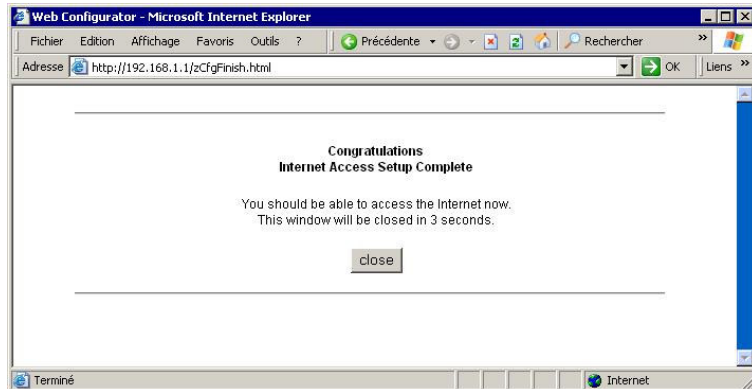 Web Configurator - Microsoft Internet Explorer
Fichier Edition Affichage Favoris Outils ? Précédente Rechercher »
Adresse http://192.168.1.1/zCfgFinish.html OK Liens »
Congratulations
Internet Access Setup Complete
You should be able to access the Internet now.
This window will be closed in 3 seconds.
close
Terminé Internet